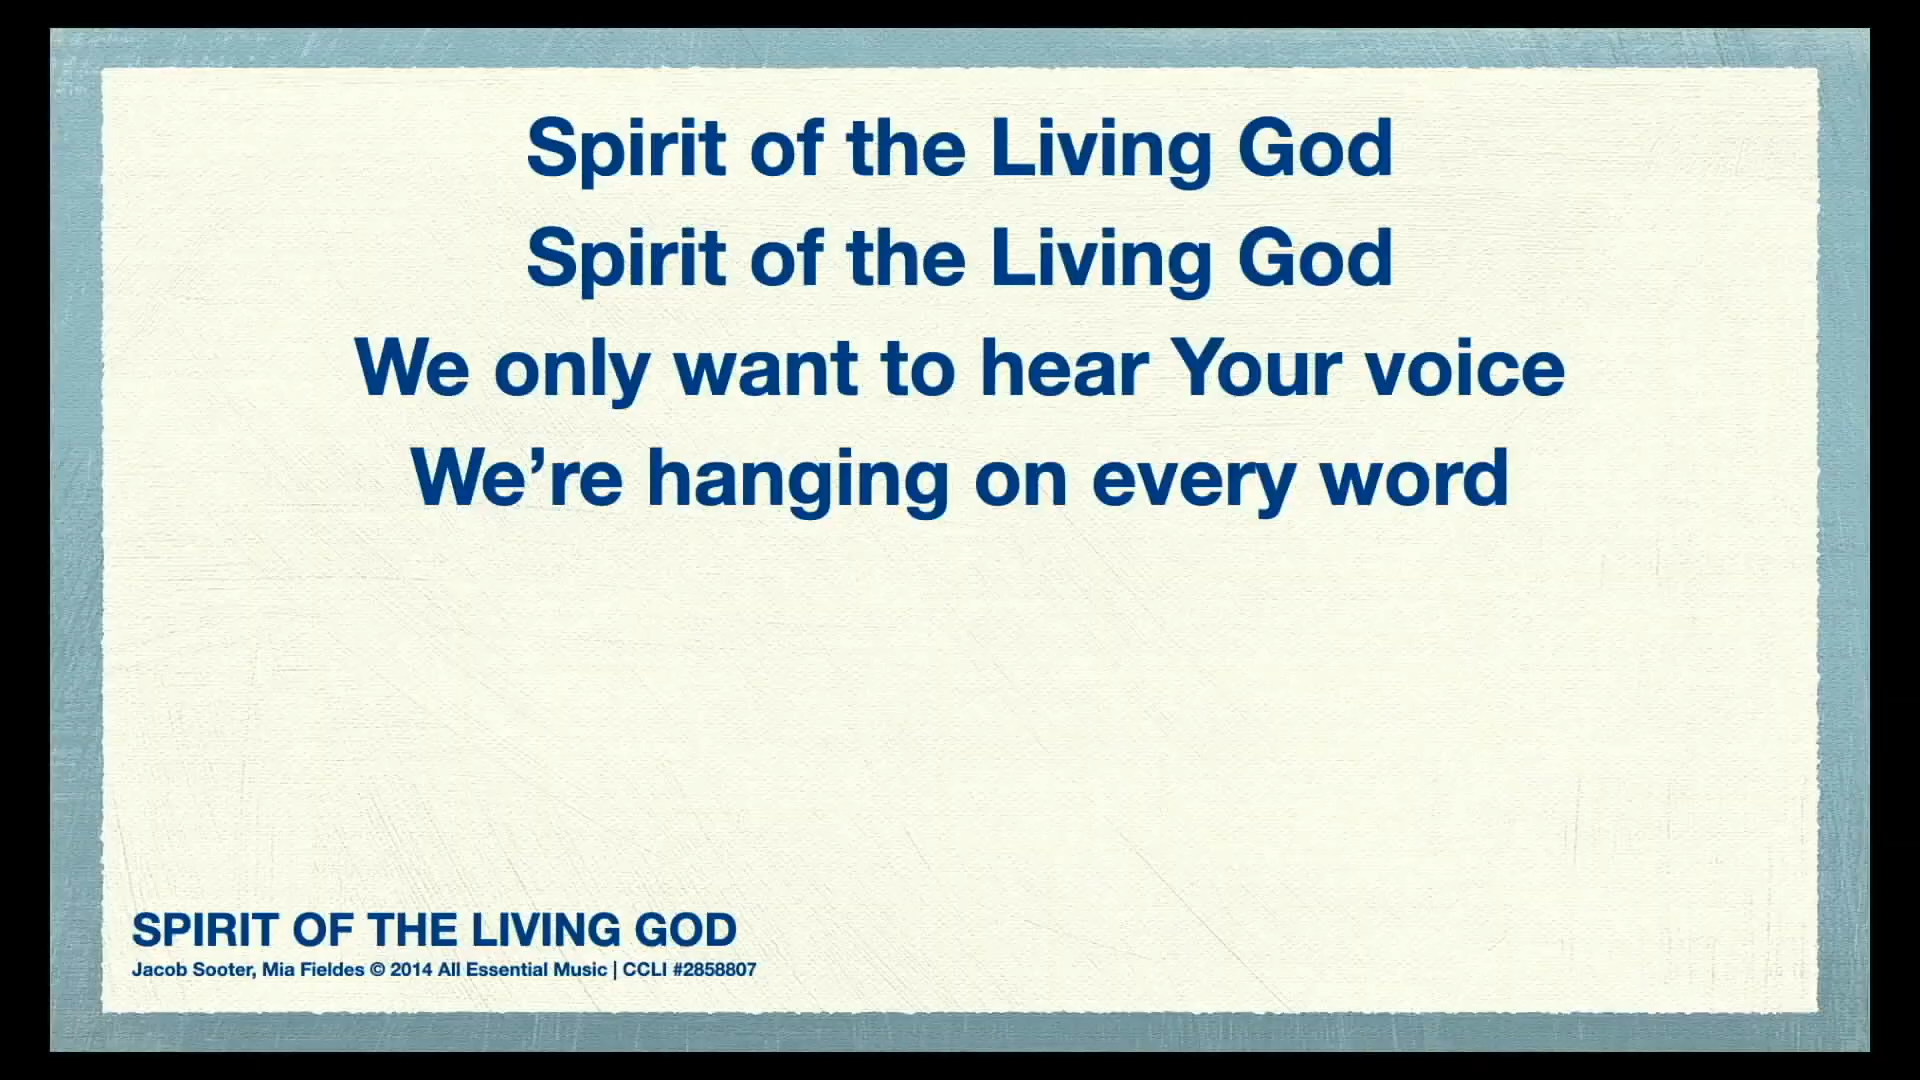 Spirit of the Living God
Spirit of the Living God
We only want to hear Your voice
We’re hanging on every word
SPIRIT OF THE LIVING GOD
Jacob Sooter, Mia Fieldes © 2014 All Essential Music | CCLI #2858807